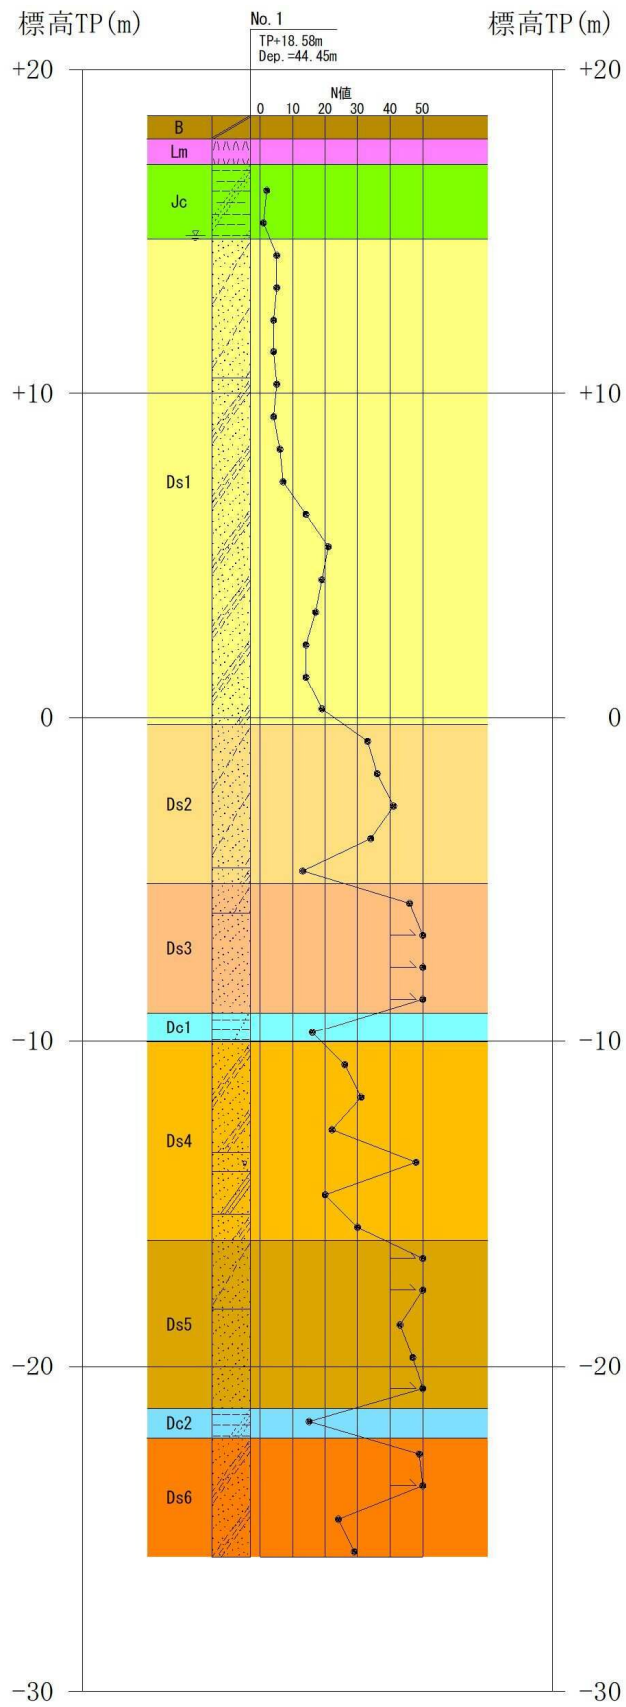 標高TP(m)
No. 1
標高TP(m)
TP+18.58m
Dep.=44.45m
+20
+20
N値
0 10 20 30 40 50
B
Lm
Jc
+10
+10
Ds1
0
0
Ds2
Ds3
Dc1
-10
-10
Ds4
Ds5
-20
-20
Dc2
Ds6
-30
-30